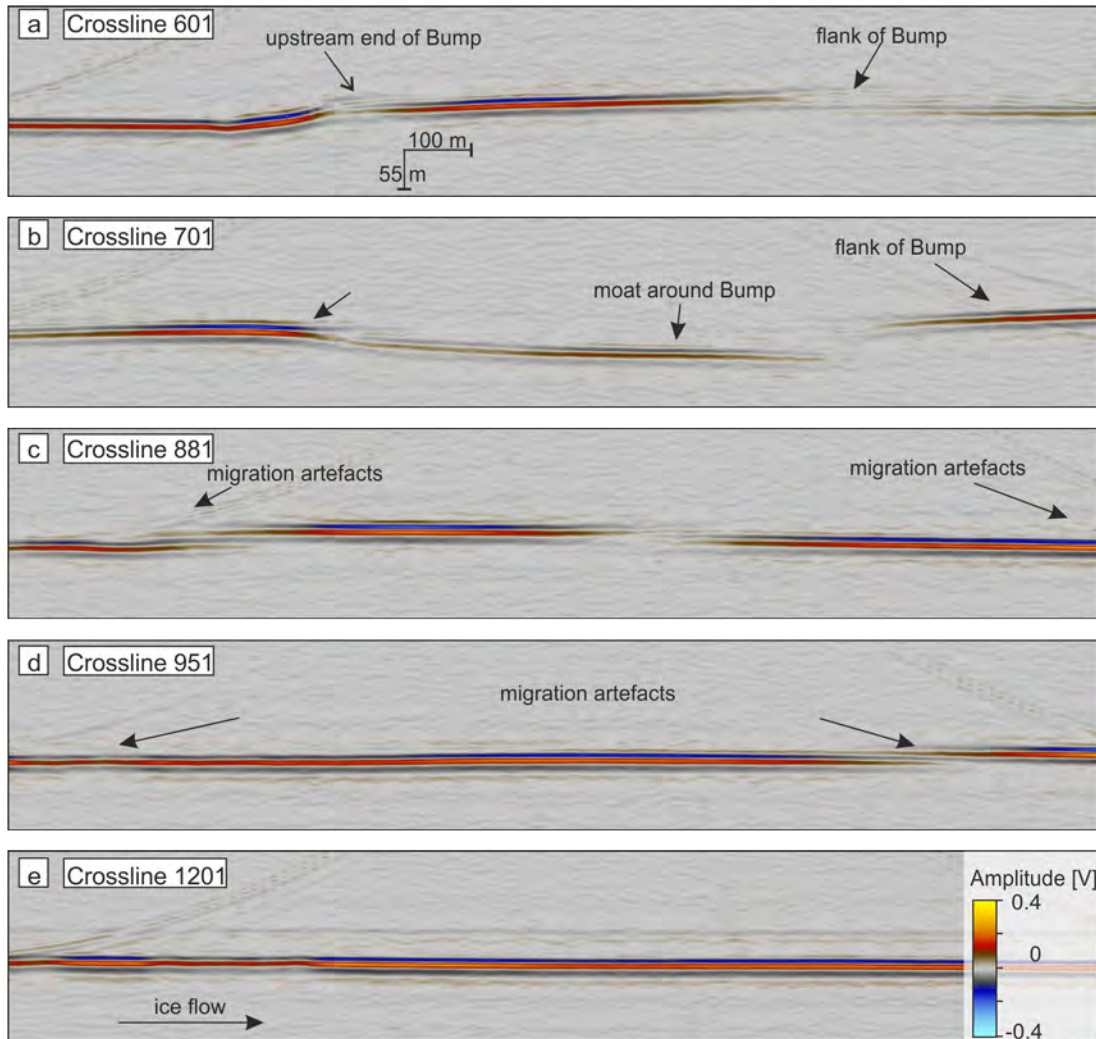 a Crossline 601
upstream end of Bump
flank of Bump
100 m
55 m
b Crossline 701
flank of Bump
moat around Bump
c Crossline 881
migration artefacts
migration artefacts
d Crossline 951
migration artefacts
e Crossline 1201
Amplitude [V]
0.4
0
-0.4
ice flow